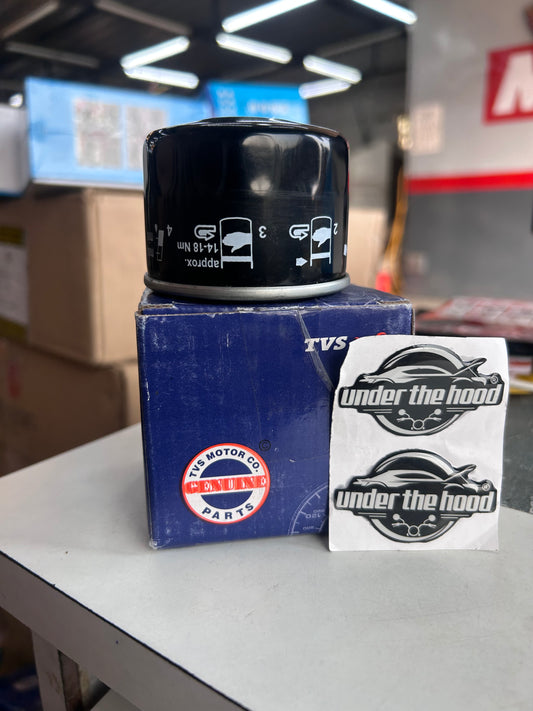 4
approx.
14-18 Nm
3
2
TVS
TVS MOTOR CO.
GENUINE
PARTS
under the hood
under the hood